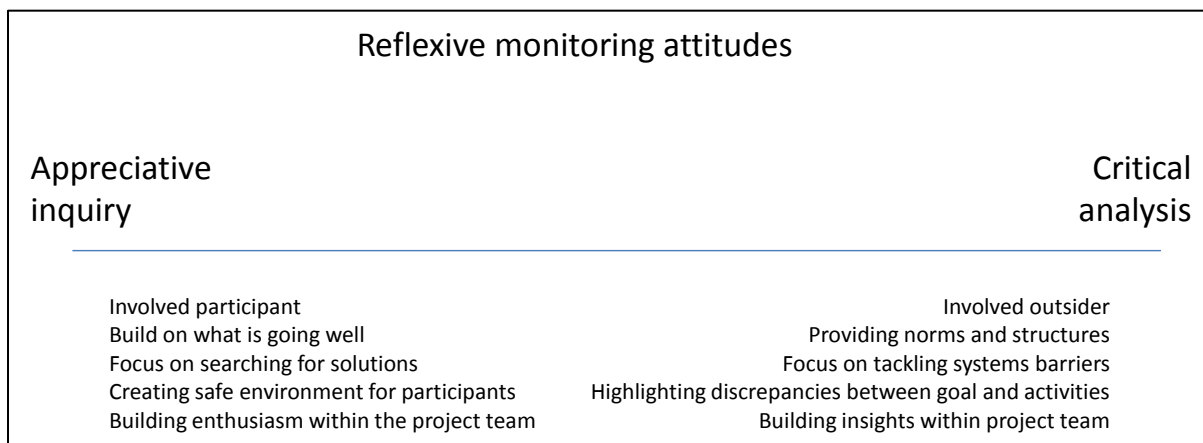 Reflexive monitoring attitudes
Appreciative
inquiry
Critical
analysis
Involved participant
Build on what is going well
Focus on searching for solutions
Creating safe environment for participants
Building enthusiasm within the project team
Involved outsider
Providing norms and structures
Focus on tackling systems barriers
Highlighting discrepancies between goal and activities
Building insights within project team